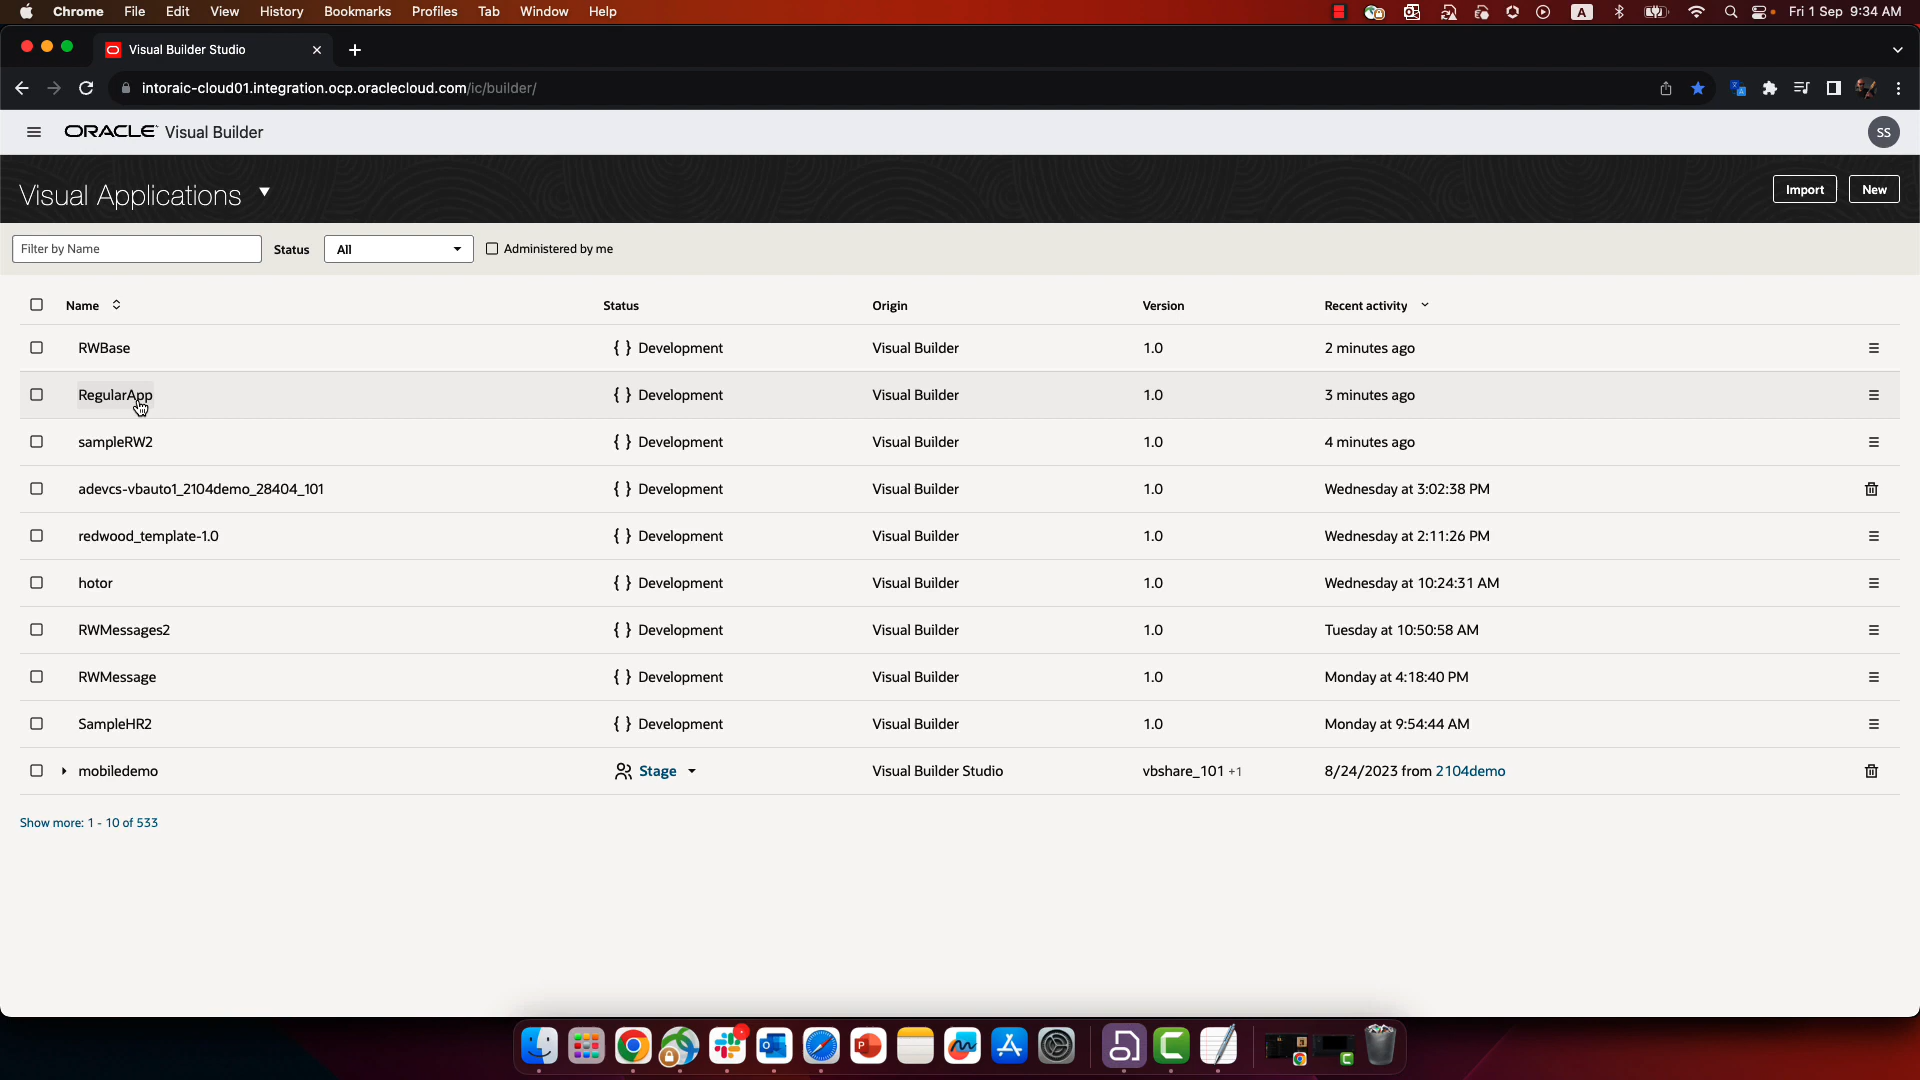 Chrome File Edit View History Bookmarks Profiles Tab Window Help A Fri 1 Sep 9:34 AM
Visual Builder Studio
intoraic-cloud01.integration.ocp.oraclecloud.com/ic/builder/
ORACLE Visual Builder SS
Visual Applications Import New
Filter by Name Status All Administered by me
Name Status Origin Version Recent activity
RWBase { } Development Visual Builder 1.0 2 minutes ago
RegularApp { } Development Visual Builder 1.0 3 minutes ago
sampleRW2 { } Development Visual Builder 1.0 4 minutes ago
adevcs-vbauto1_2104demo_28404_101 { } Development Visual Builder 1.0 Wednesday at 3:02:38 PM
redwood_template-1.0 { } Development Visual Builder 1.0 Wednesday at 2:11:26 PM
hotor { } Development Visual Builder 1.0 Wednesday at 10:24:31 AM
RWMessages2 { } Development Visual Builder 1.0 Tuesday at 10:50:58 AM
RWMessage { } Development Visual Builder 1.0 Monday at 4:18:40 PM
SampleHR2 { } Development Visual Builder 1.0 Monday at 9:54:44 AM
mobiledemo Stage Visual Builder Studio vbshare_101 +1 8/24/2023 from 2104demo
Show more: 1 - 10 of 533